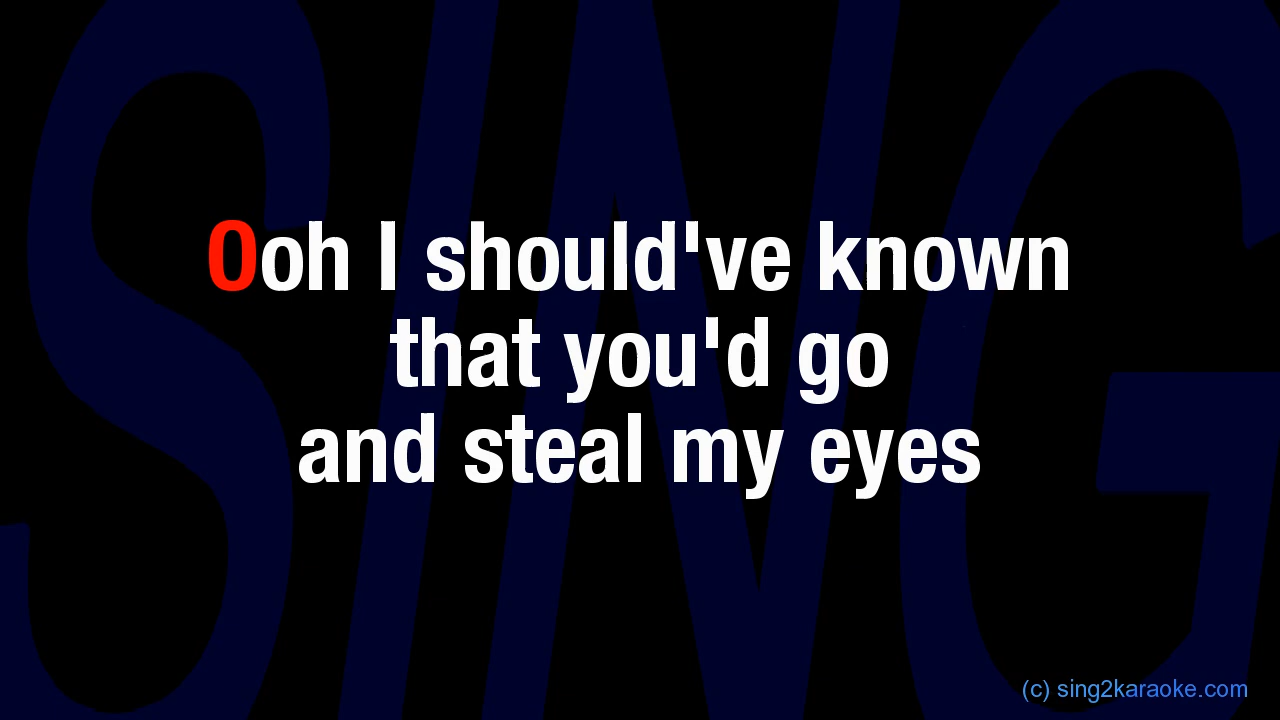 SING
Ooh I should've known
that you'd go
and steal my eyes
(c) sing2karaoke.com